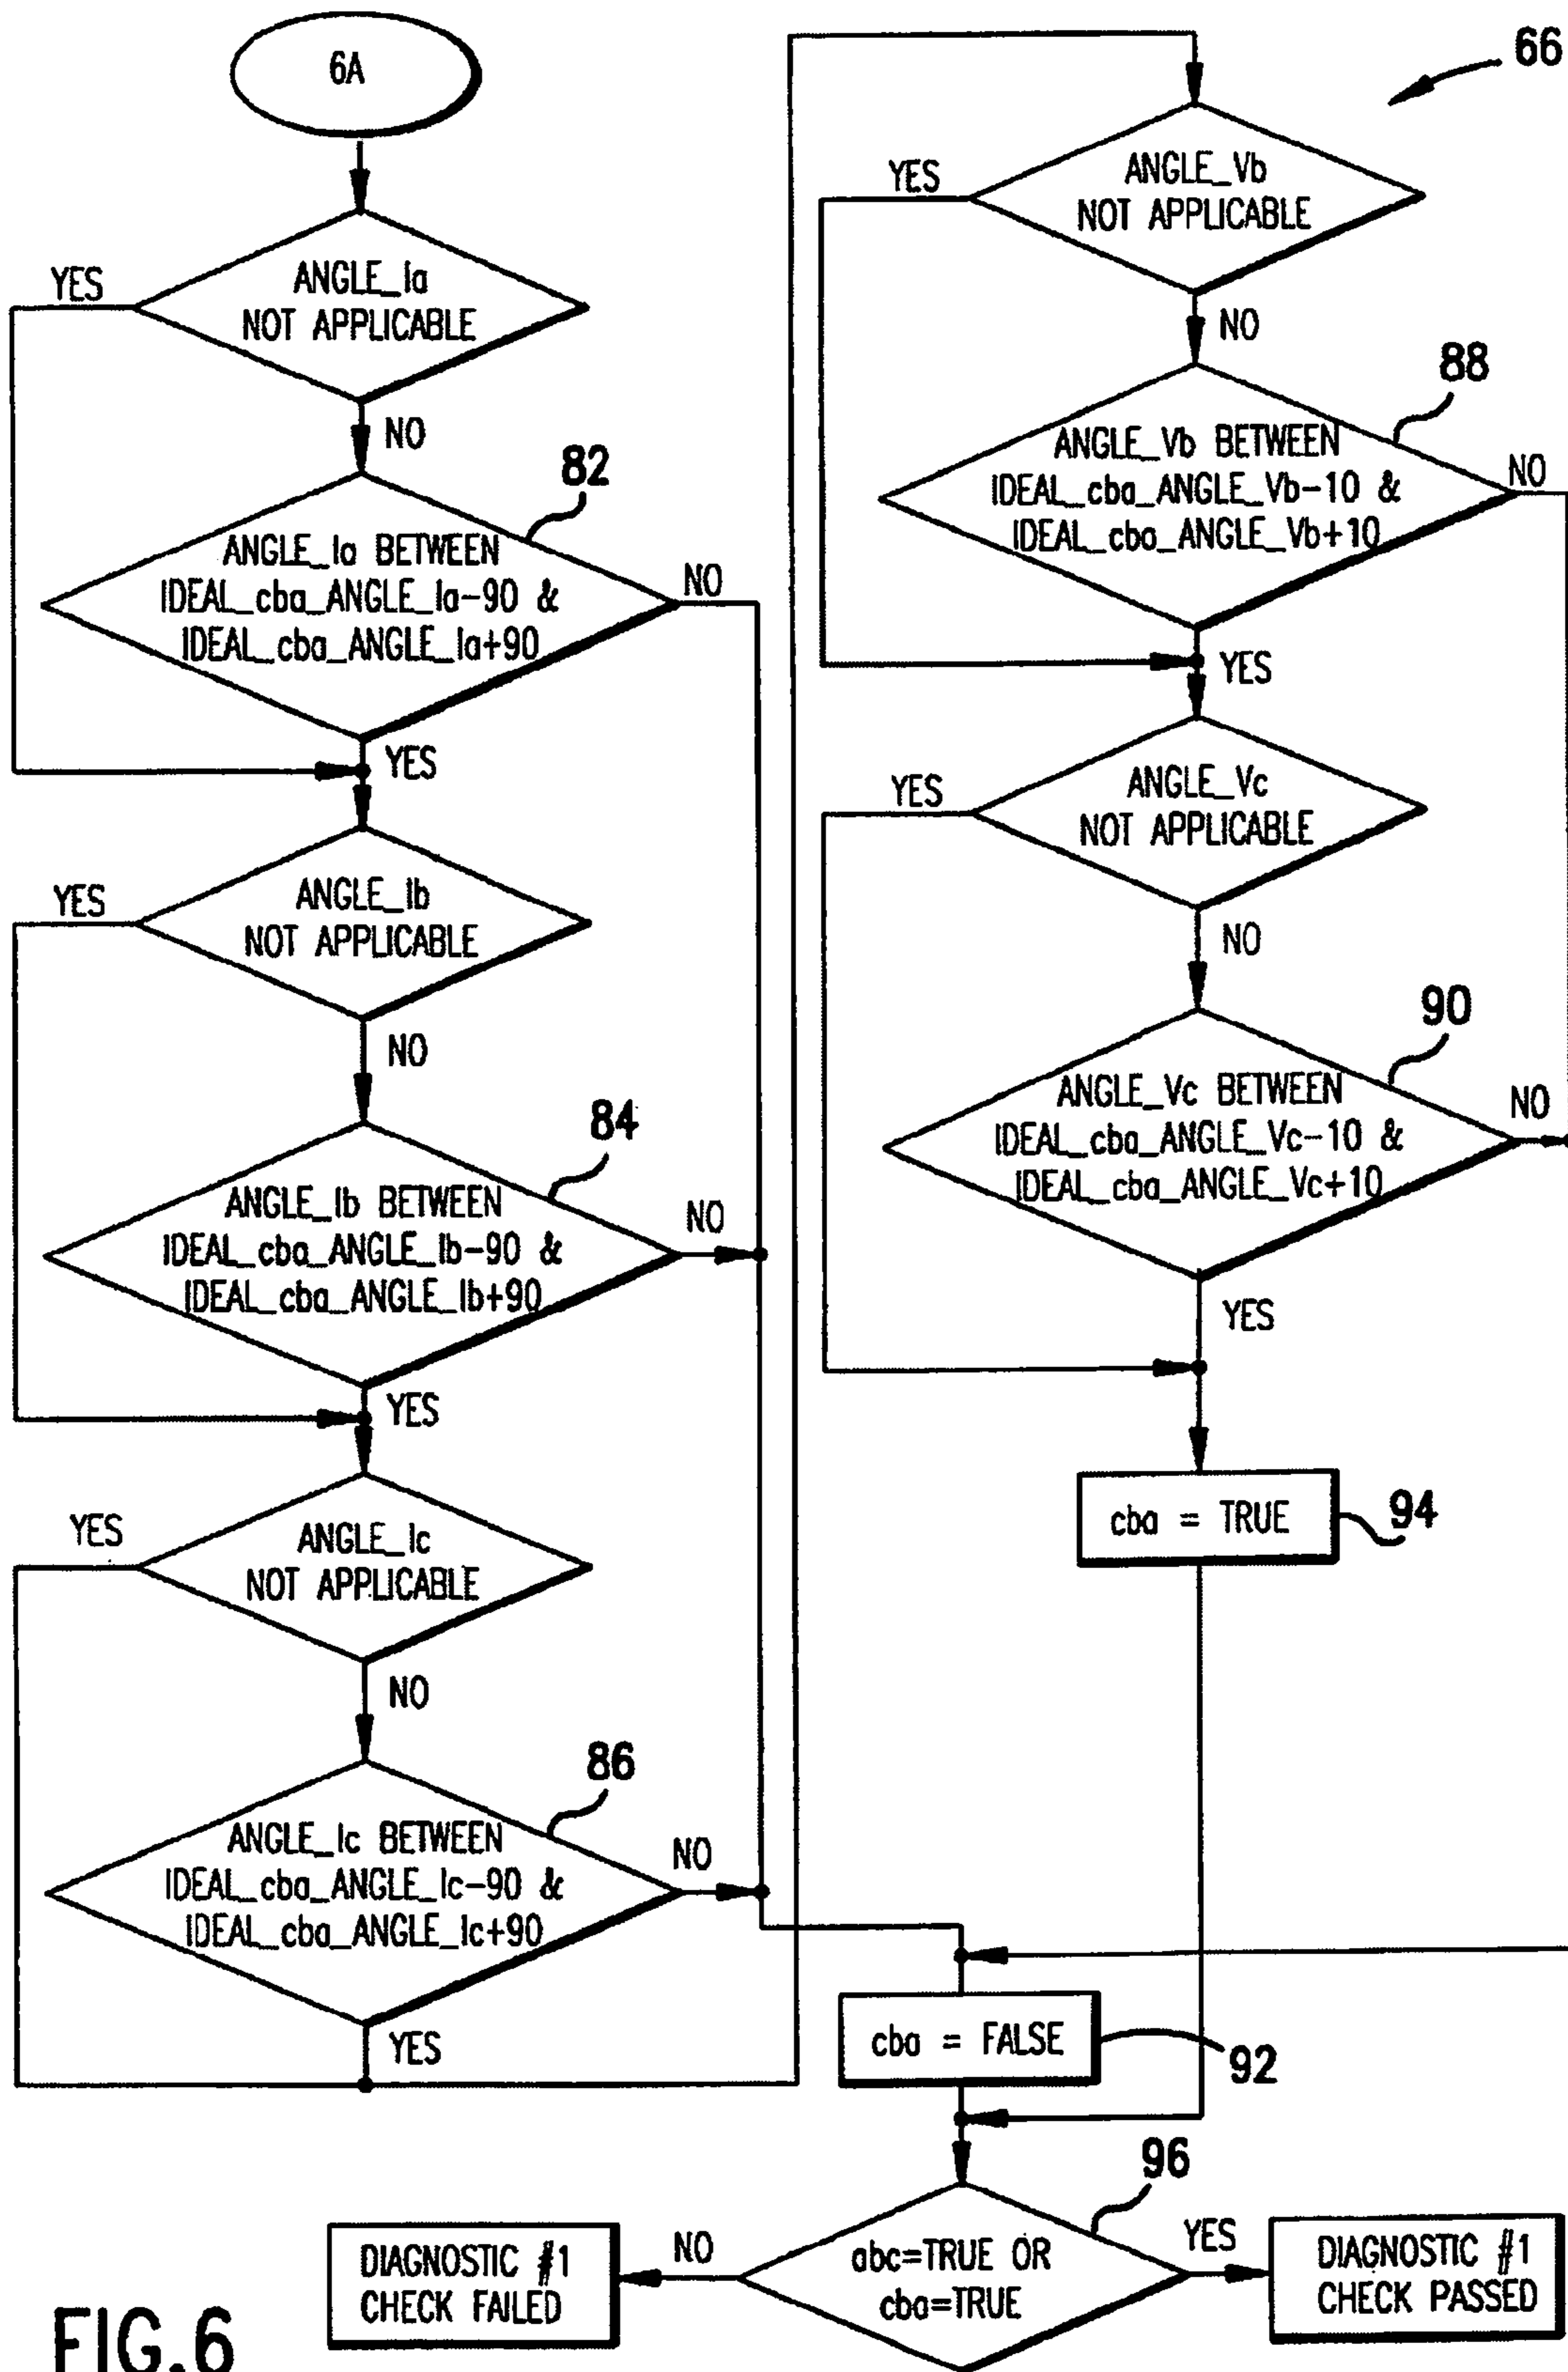 6A
YES
ANGLE_Ia
NOT APPLICABLE
NO
82
ANGLE_Ia BETWEEN
IDEAL_cba_ANGLE_Ia-90 &
IDEAL_cba_ANGLE_Ia+90
NO
YES
YES
ANGLE_Ib
NOT APPLICABLE
NO
84
ANGLE_Ib BETWEEN
IDEAL_cba_ANGLE_Ib-90 &
IDEAL_cba_ANGLE_Ib+90
NO
YES
YES
ANGLE_Ic
NOT APPLICABLE
NO
86
ANGLE_Ic BETWEEN
IDEAL_cba_ANGLE_Ic-90 &
IDEAL_cba_ANGLE_Ic+90
NO
YES
66
YES
ANGLE_Vb
NOT APPLICABLE
NO
88
ANGLE_Vb BETWEEN
IDEAL_cba_ANGLE_Vb-10 &
IDEAL_cba_ANGLE_Vb+10
NO
YES
YES
ANGLE_Vc
NOT APPLICABLE
NO
90
ANGLE_Vc BETWEEN
IDEAL_cba_ANGLE_Vc-10 &
IDEAL_cba_ANGLE_Vc+10
NO
YES
cba = TRUE
94
cba = FALSE
92
96
abc=TRUE OR
cba=TRUE
NO
DIAGNOSTIC #1
CHECK FAILED
YES
DIAGNOSTIC #1
CHECK PASSED
FIG.6